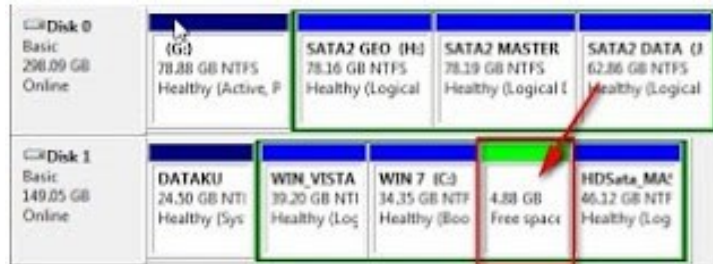 Disk 0
Basic
298.09 GB
Online
(G:)
78.88 GB NTFS
Healthy (Active, P
SATA2 GEO (H:)
78.16 GB NTFS
Healthy (Logical
SATA2 MASTER
78.19 GB NTFS
Healthy (Logical D
SATA2 DATA (J
62.86 GB NTFS
Healthy (Logical
Disk 1
Basic
149.05 GB
Online
DATAKU
24.50 GB NTI
Healthy (Sys
WIN_VISTA
39.20 GB NTI
Healthy (Log
WIN 7 (C:)
34.35 GB NTF
Healthy (Boo
4.88 GB
Free space
HDSata_MAS
46.12 GB NTF
Healthy (Log